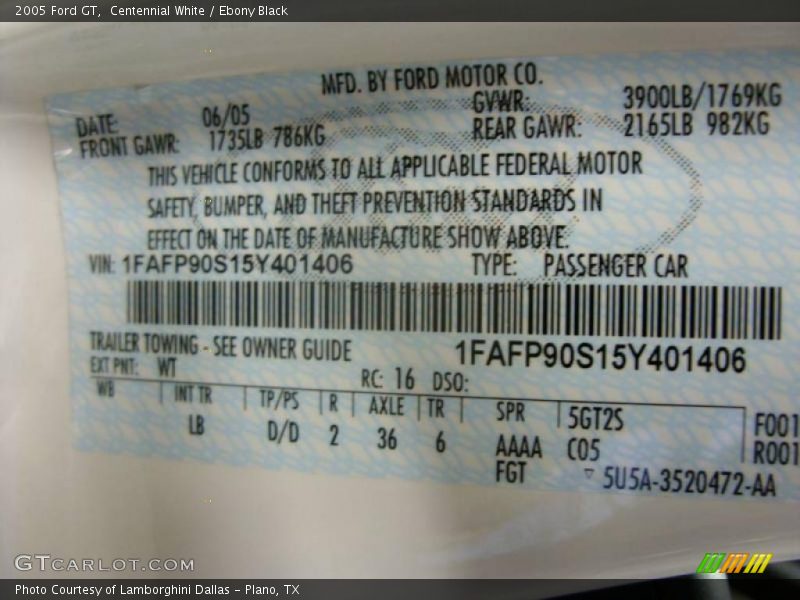 2005 Ford GT,  Centennial White / Ebony Black
MFD. BY FORD MOTOR CO.
DATE: 06/05 GVWR: 3900LB/1769KG
FRONT GAWR: 1735LB 786KG REAR GAWR: 2165LB 982KG
THIS VEHICLE CONFORMS TO ALL APPLICABLE FEDERAL MOTOR
SAFETY, BUMPER, AND THEFT PREVENTION STANDARDS IN
EFFECT ON THE DATE OF MANUFACTURE SHOW ABOVE.
VIN: 1FAFP90S15Y401406 TYPE: PASSENGER CAR
TRAILER TOWING - SEE OWNER GUIDE 1FAFP90S15Y401406
EXT PNT: WT RC: 16 DSO:
WB INT TR TP/PS R AXLE TR SPR 5GT2S F001
LB D/D 2 36 6 AAAA C05 R001
FGT ▽ 5U5A-3520472-AA
GTCARLOT.COM
Photo Courtesy of Lamborghini Dallas - Plano, TX